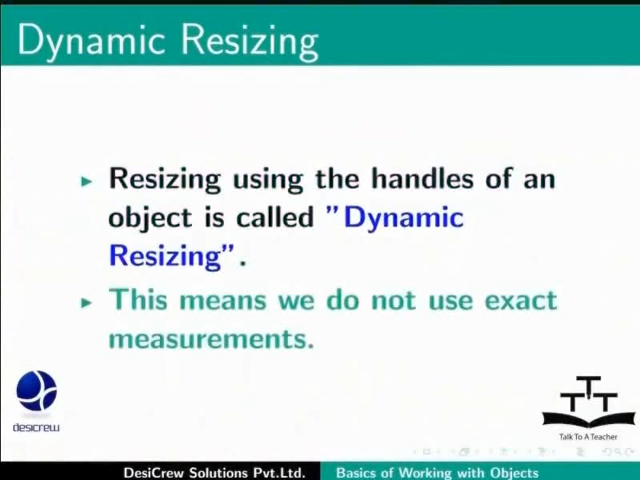 Dynamic Resizing
Resizing using the handles of an
object is called "Dynamic
Resizing".
This means we do not use exact
measurements.
desicrew
TTT
Talk To A Teacher
DesiCrew Solutions Pvt.Ltd. Basics of Working with Objects